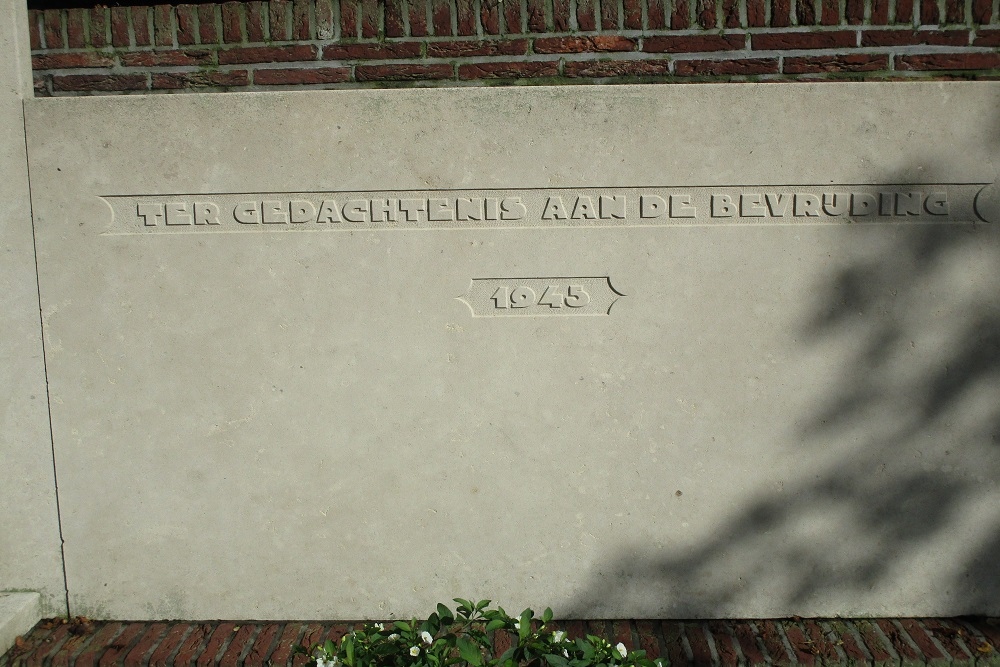 TER GEDACHTENIS AAN DE BEVRIJDING
1945